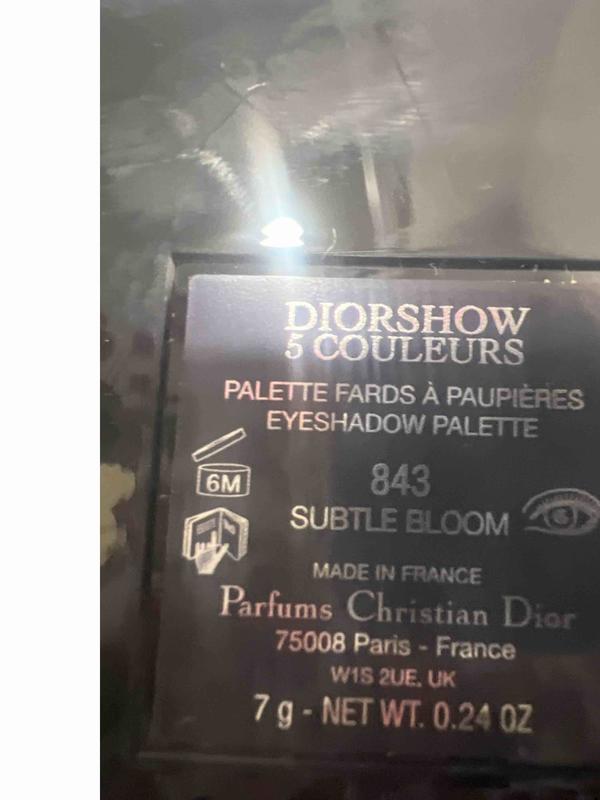 DIORSHOW
5 COULEURS
PALETTE FARDS À PAUPIÈRES
EYESHADOW PALETTE
6M
843
SUBTLE BLOOM
MADE IN FRANCE
Parfums Christian Dior
75008 Paris - France
W1S 2UE, UK
7 g - NET WT. 0.24 OZ